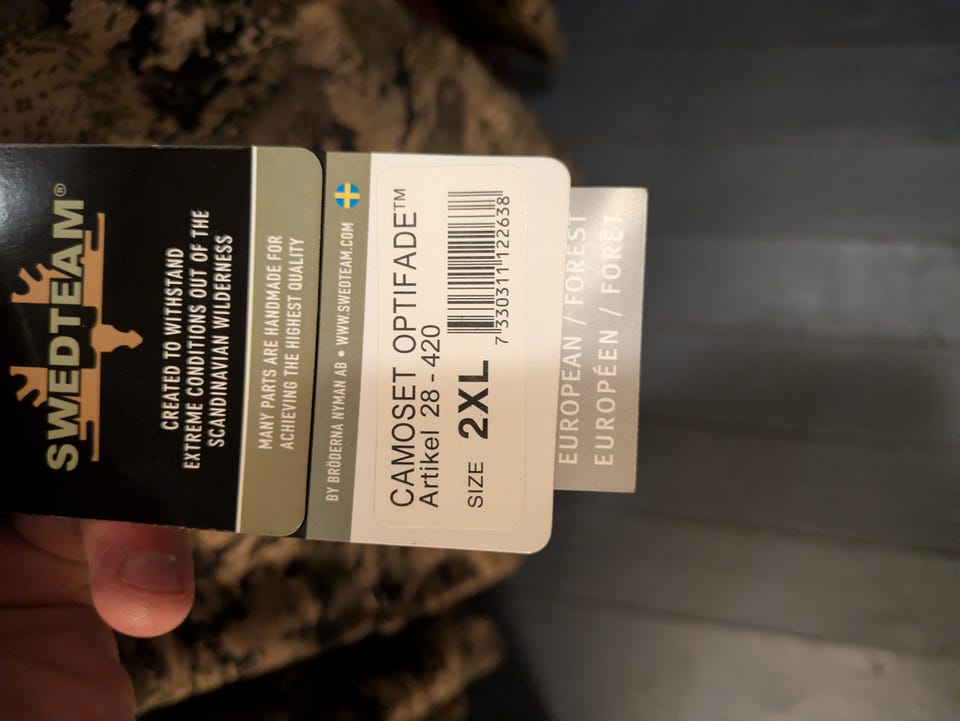 SWEDTEAM®
CREATED TO WITHSTAND
EXTREME CONDITIONS OUT OF THE
SCANDINAVIAN WILDERNESS
MANY PARTS ARE HANDMADE FOR
ACHIEVING THE HIGHEST QUALITY
BY BRÖDERNA NYMAN AB • WWW.SWEDTEAM.COM
CAMOSET OPTIFADE™
Artikel 28 - 420
SIZE 2XL
7 330311 122638
EUROPEAN / FOREST
EUROPÉEN / FORÊT